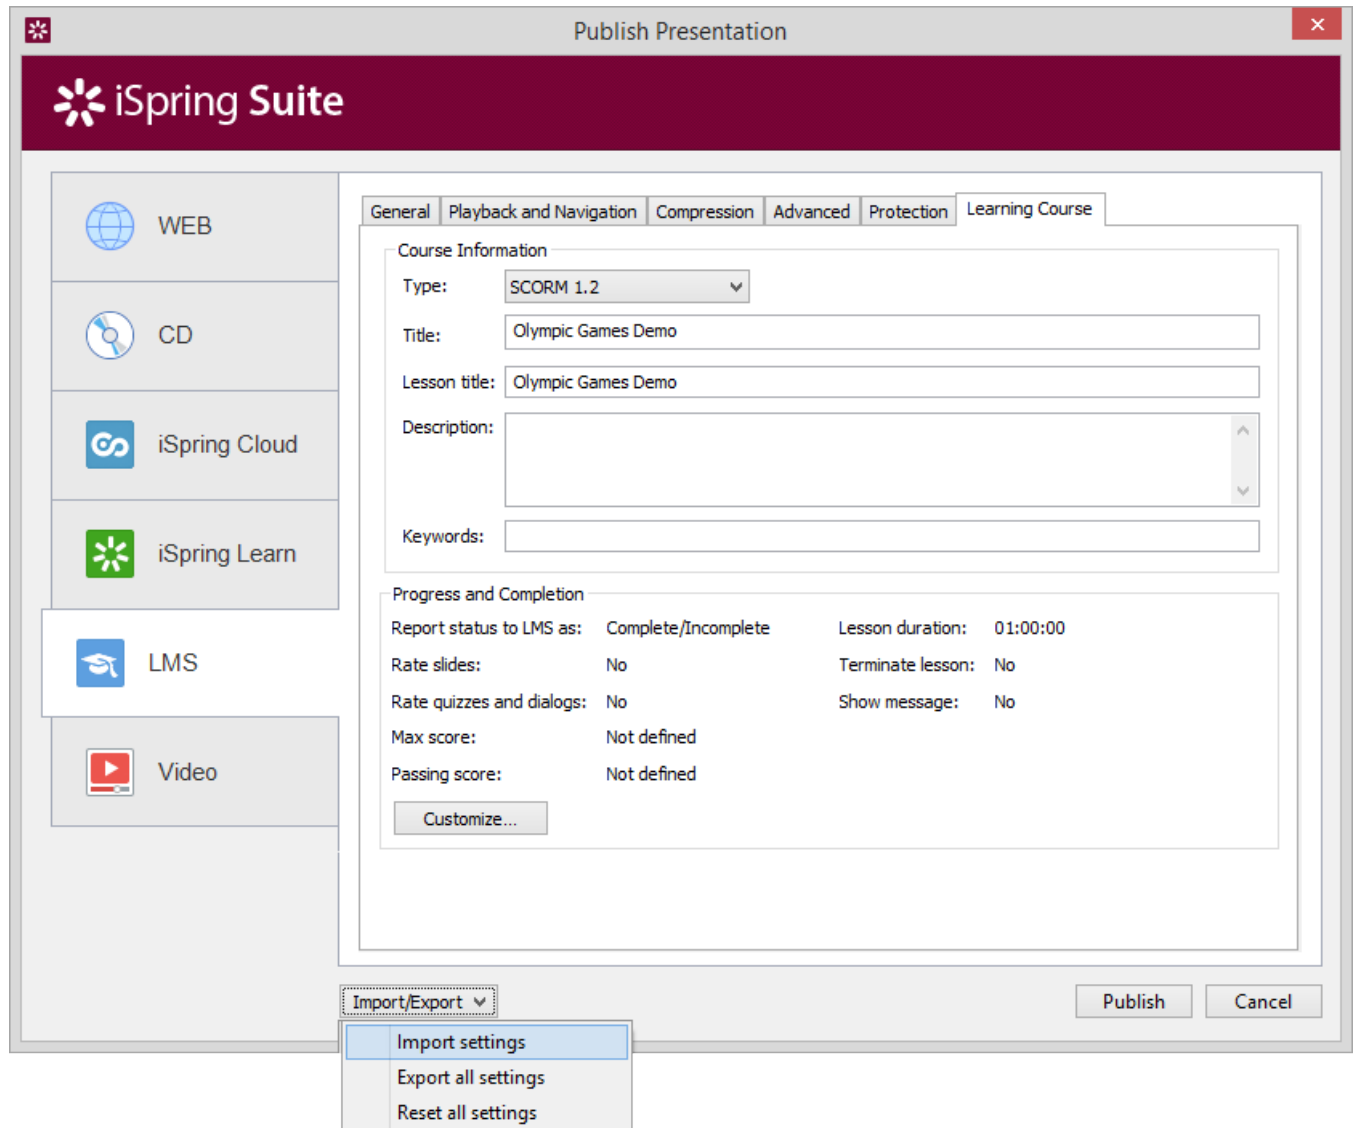 Publish Presentation
iSpring Suite
WEB
CD
iSpring Cloud
iSpring Learn
LMS
Video
General Playback and Navigation Compression Advanced Protection Learning Course
Course Information
Type: SCORM 1.2
Title: Olympic Games Demo
Lesson title: Olympic Games Demo
Description:
Keywords:
Progress and Completion
Report status to LMS as: Complete/Incomplete Lesson duration: 01:00:00
Rate slides: No Terminate lesson: No
Rate quizzes and dialogs: No Show message: No
Max score: Not defined
Passing score: Not defined
Customize...
Import/Export Publish Cancel
Import settings
Export all settings
Reset all settings